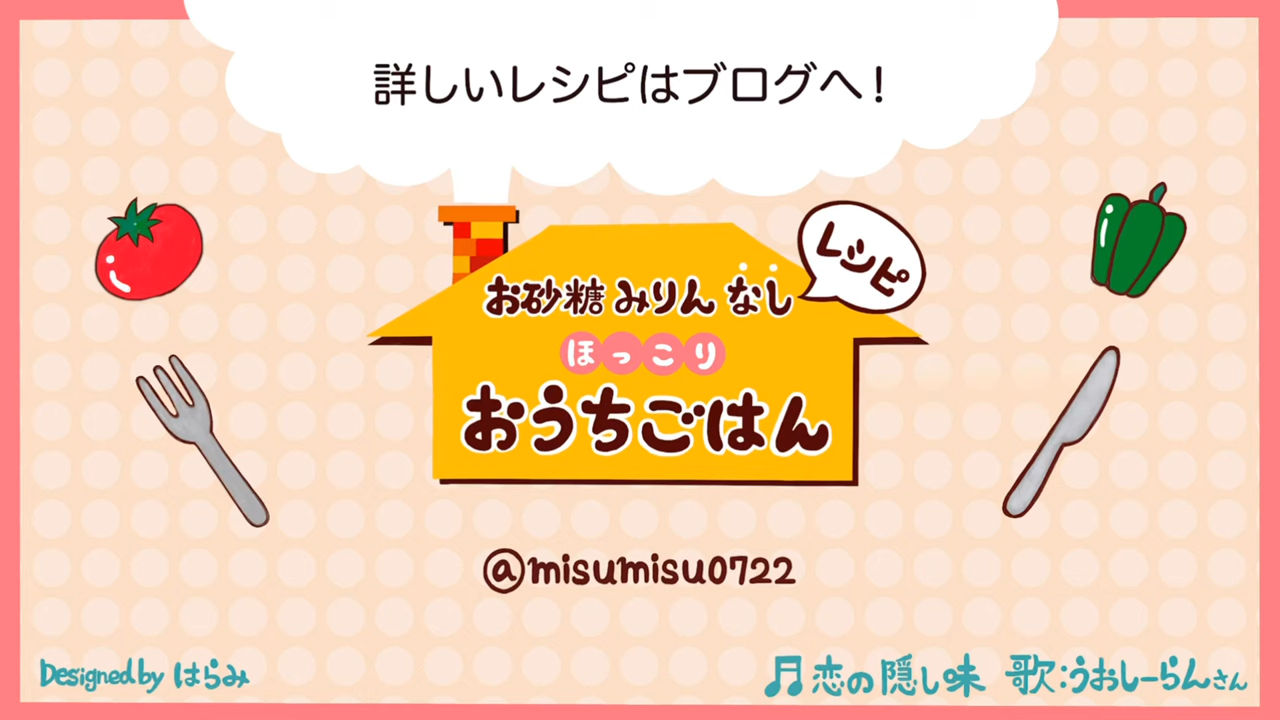 詳しいレシピはブログへ！
レシピ
お砂糖 みりん なし
ほっこり
おうちごはん
@misumisu0722
Designed by はらみ
♫ 恋の隠し味 歌:うおしーらんさん